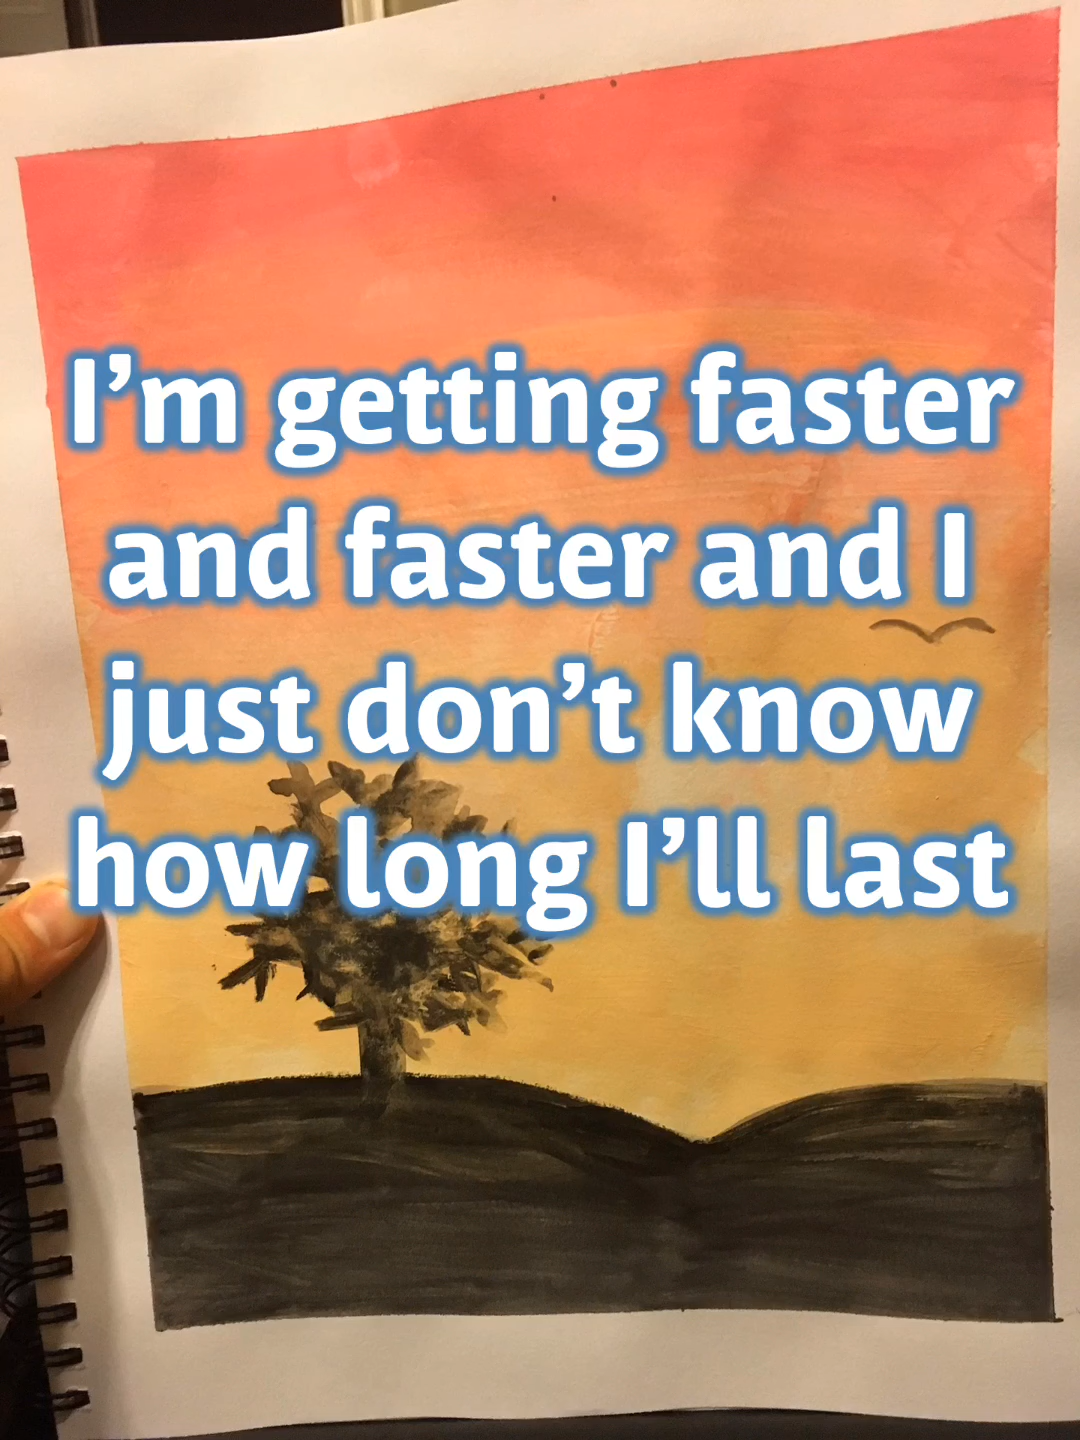 I’m getting faster
and faster and I
just don’t know
how long I’ll last